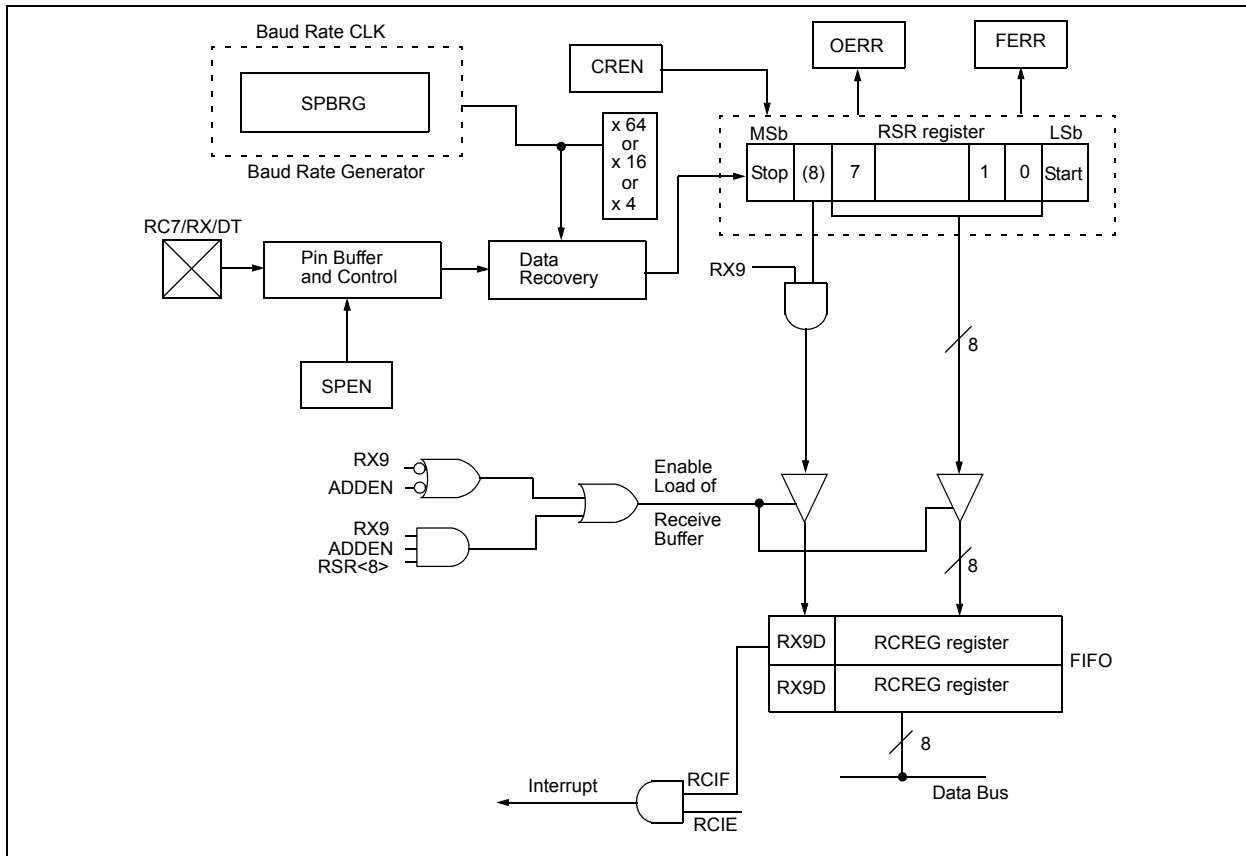 Baud Rate CLK
SPBRG
Baud Rate Generator
CREN
OERR
FERR
x 64
or
x 16
or
x 4
MSb
RSR register
LSb
Stop
(8)
7
1
0
Start
RC7/RX/DT
Pin Buffer
and Control
Data
Recovery
SPEN
RX9
8
RX9
ADDEN
RX9
ADDEN
RSR<8>
Enable
Load of
Receive
Buffer
8
RX9D
RCREG register
RX9D
RCREG register
FIFO
8
Data Bus
Interrupt
RCIF
RCIE